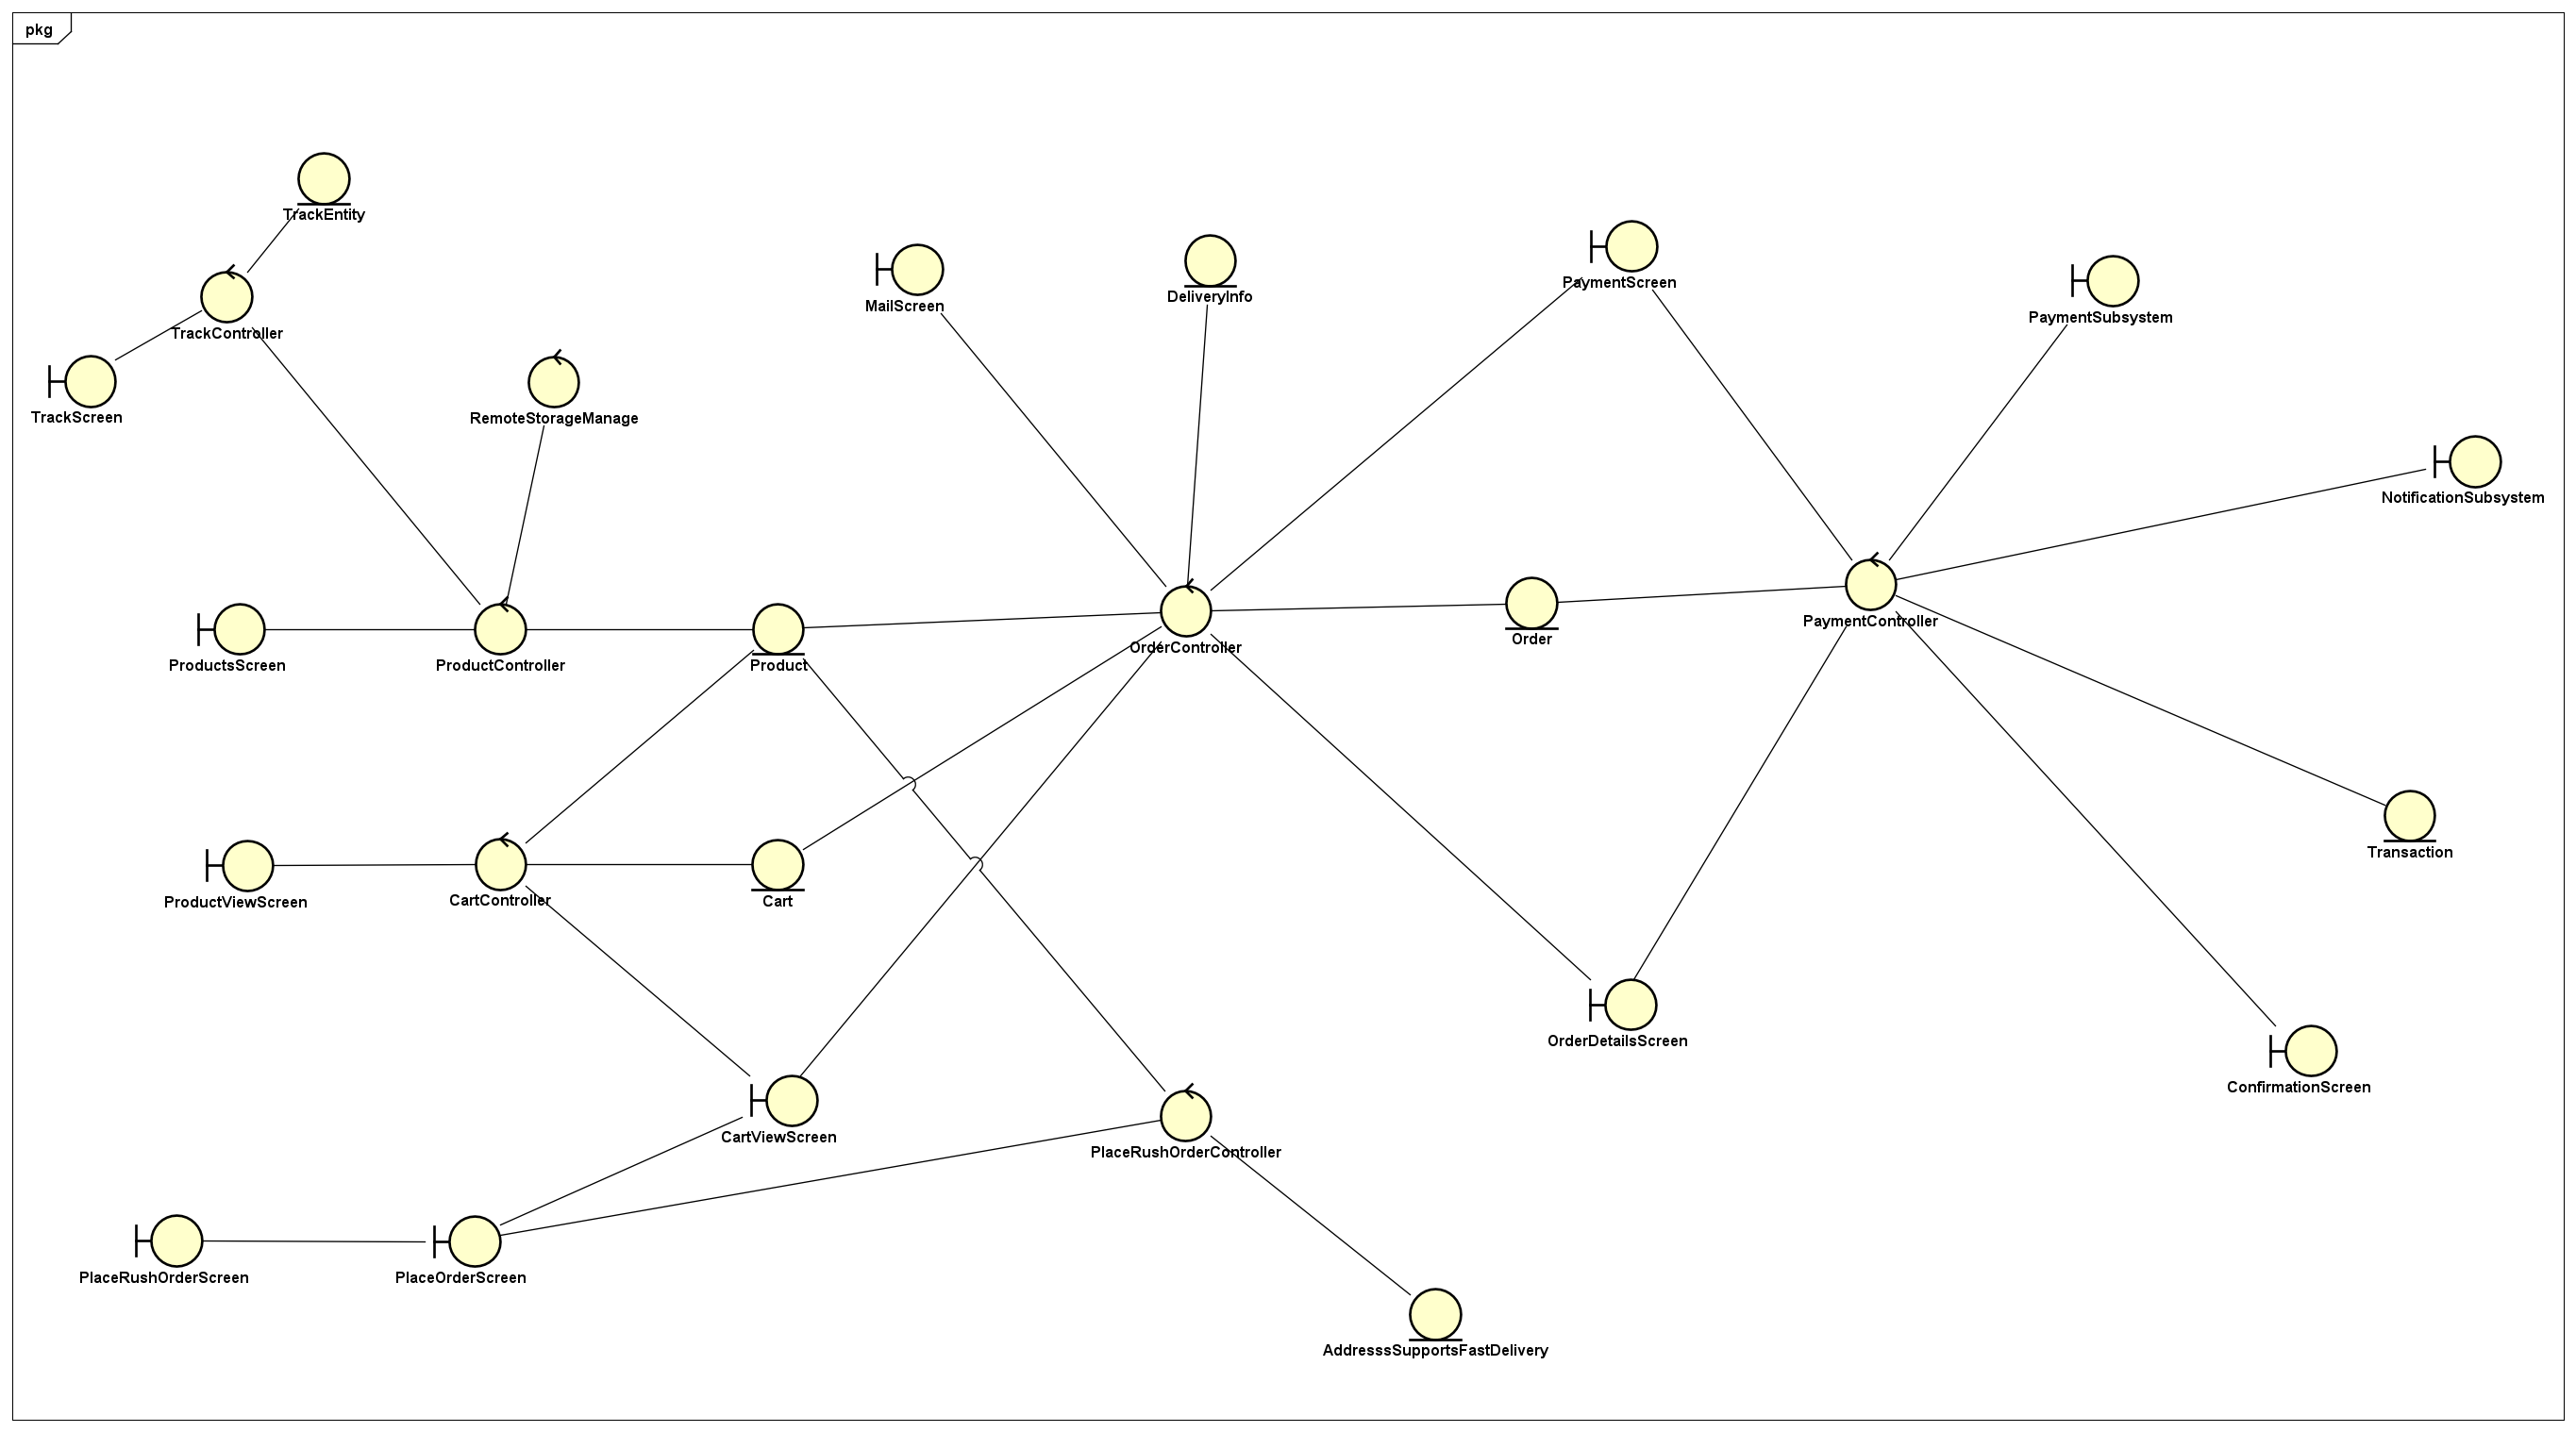 pkg
TrackEntity
MailScreen
DeliveryInfo
PaymentScreen
PaymentSubsystem
TrackController
TrackScreen
RemoteStorageManage
NotificationSubsystem
ProductsScreen
ProductController
Product
OrderController
Order
PaymentController
ProductViewScreen
CartController
Cart
Transaction
OrderDetailsScreen
ConfirmationScreen
CartViewScreen
PlaceRushOrderController
PlaceRushOrderScreen
PlaceOrderScreen
AddresssSupportsFastDelivery